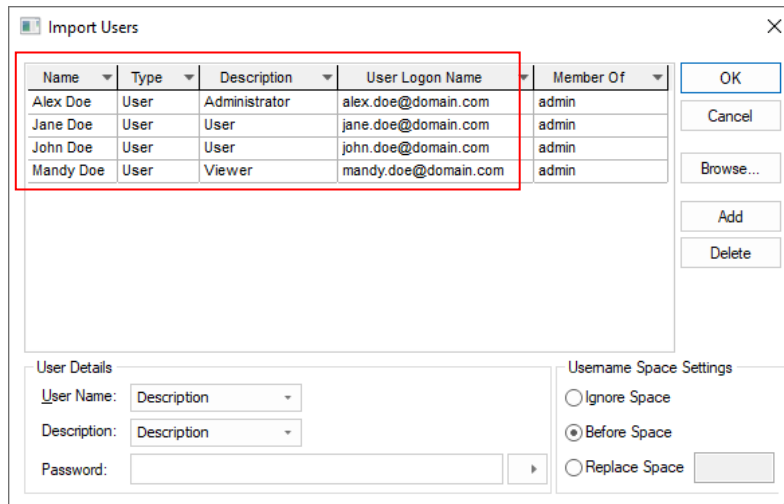 Import Users
Name Type Description User Logon Name Member Of
Alex Doe User Administrator alex.doe@domain.com admin
Jane Doe User User jane.doe@domain.com admin
John Doe User User john.doe@domain.com admin
Mandy Doe User Viewer mandy.doe@domain.com admin
OK
Cancel
Browse...
Add
Delete
User Details
User Name: Description
Description: Description
Password:
Username Space Settings
Ignore Space
Before Space
Replace Space